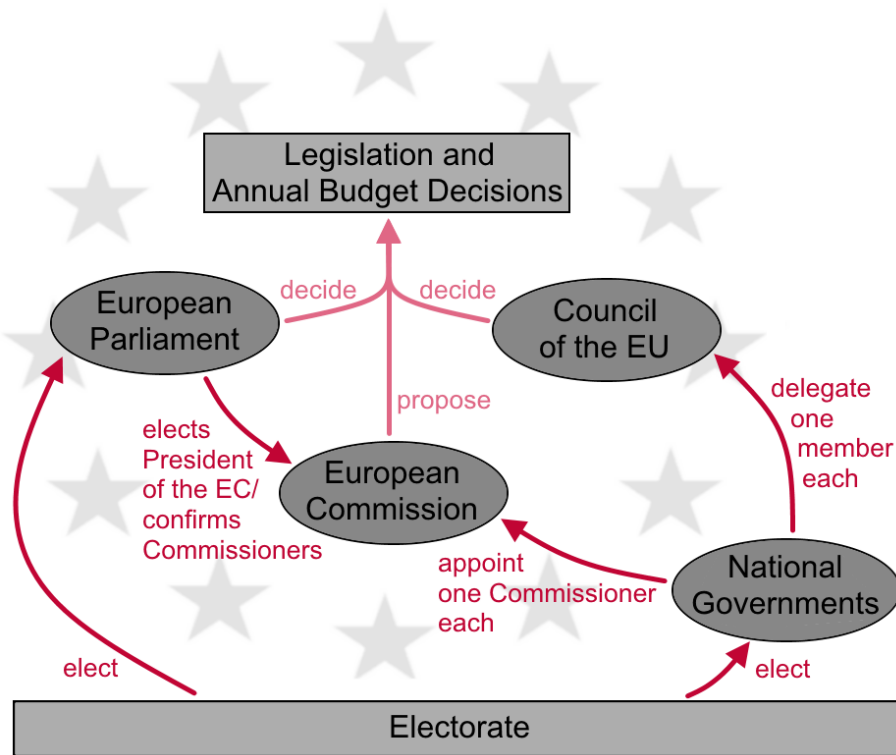 Legislation and
Annual Budget Decisions
European
Parliament
decide
decide
Council
of the EU
propose
delegate
one
member
each
elects
President
of the EC/
confirms
Commissioners
European
Commission
appoint
one Commissioner
each
National
Governments
elect
elect
Electorate